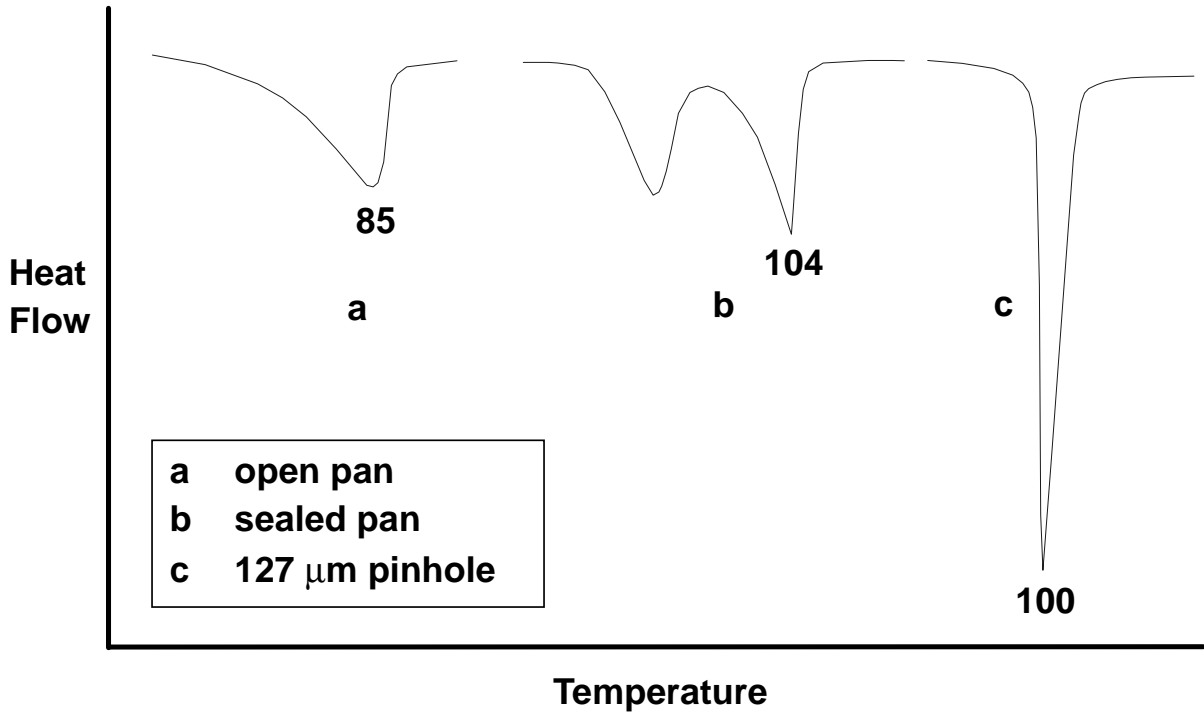 85
104
Heat
Flow
a
b
c
a open pan
b sealed pan
c 127 μm pinhole
100
Temperature